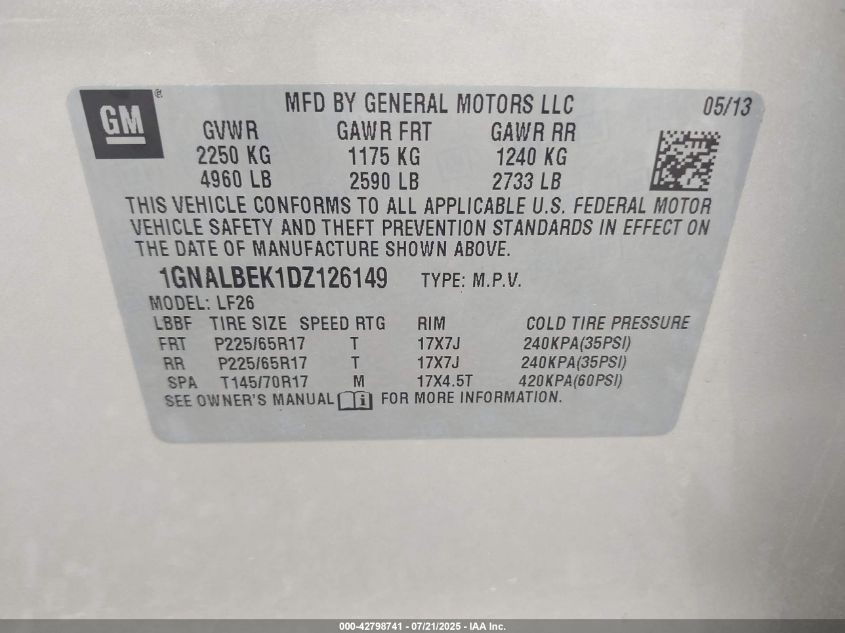 GM ® MFD BY GENERAL MOTORS LLC 05/13
GVWR GAWR FRT GAWR RR
2250 KG 1175 KG 1240 KG
4960 LB 2590 LB 2733 LB
THIS VEHICLE CONFORMS TO ALL APPLICABLE U.S. FEDERAL MOTOR
VEHICLE SAFETY AND THEFT PREVENTION STANDARDS IN EFFECT ON
THE DATE OF MANUFACTURE SHOWN ABOVE.
1GNALBEK1DZ126149 TYPE: M.P.V.
MODEL: LF26
LBBF TIRE SIZE SPEED RTG RIM COLD TIRE PRESSURE
FRT P225/65R17 T 17X7J 240KPA(35PSI)
RR P225/65R17 T 17X7J 240KPA(35PSI)
SPA T145/70R17 M 17X4.5T 420KPA(60PSI)
SEE OWNER'S MANUAL i FOR MORE INFORMATION.
000-42798741 - 07/21/2025 - IAA Inc.